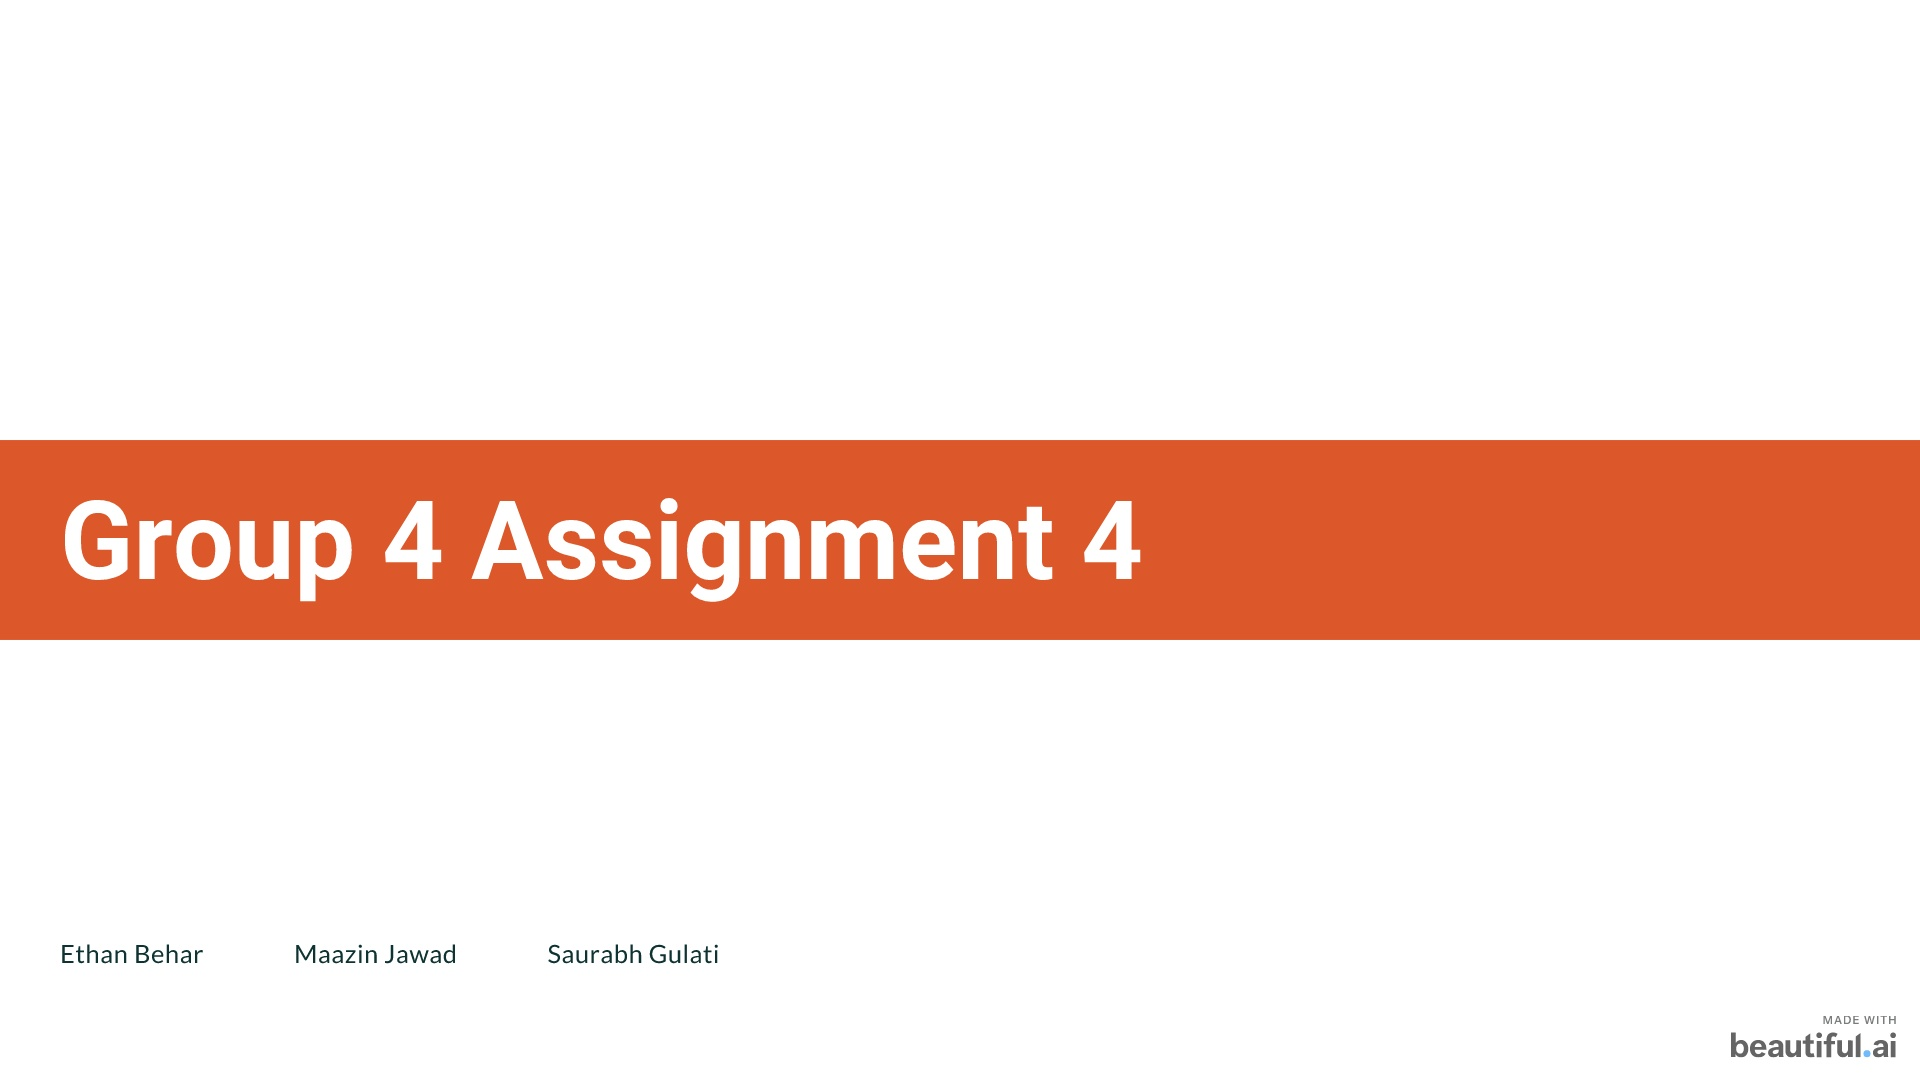 Group 4 Assignment 4
Ethan Behar Maazin Jawad Saurabh Gulati
MADE WITH
beautiful.ai